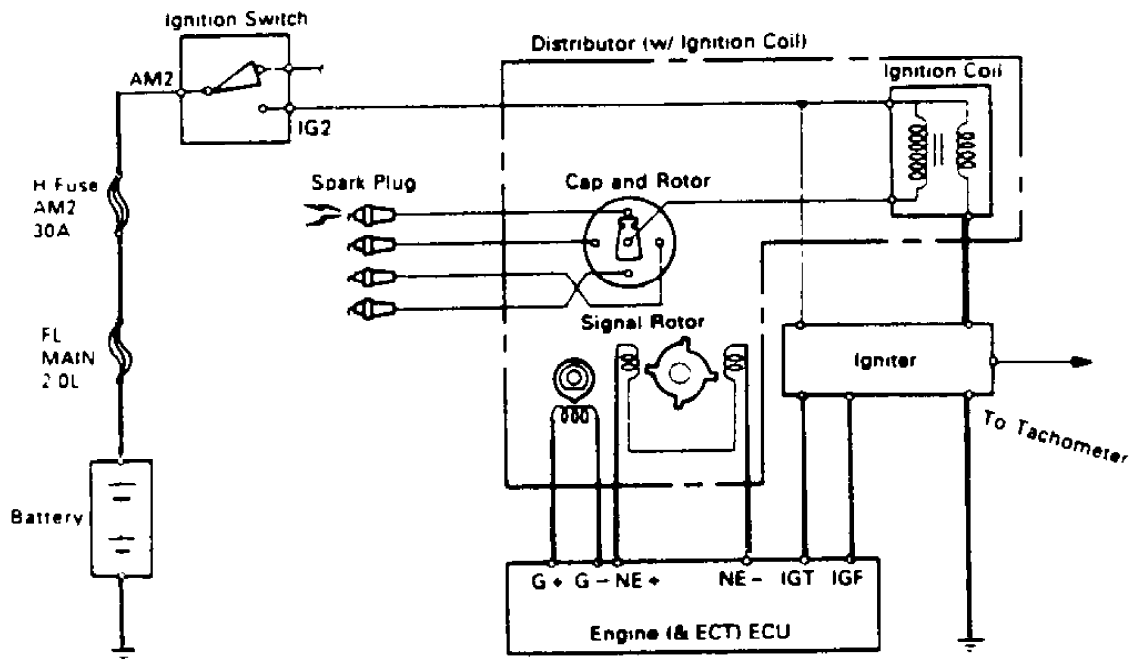 Ignition Switch
Distributor (w/ Ignition Coil)
Ignition Coil
AM2
IG2
H-Fuse
AM2
30A
Spark Plug
Cap and Rotor
Signal Rotor
FL
MAIN
2.0L
Igniter
To Tachometer
Battery
G + G - NE + NE - IGT IGF
Engine (& ECT) ECU